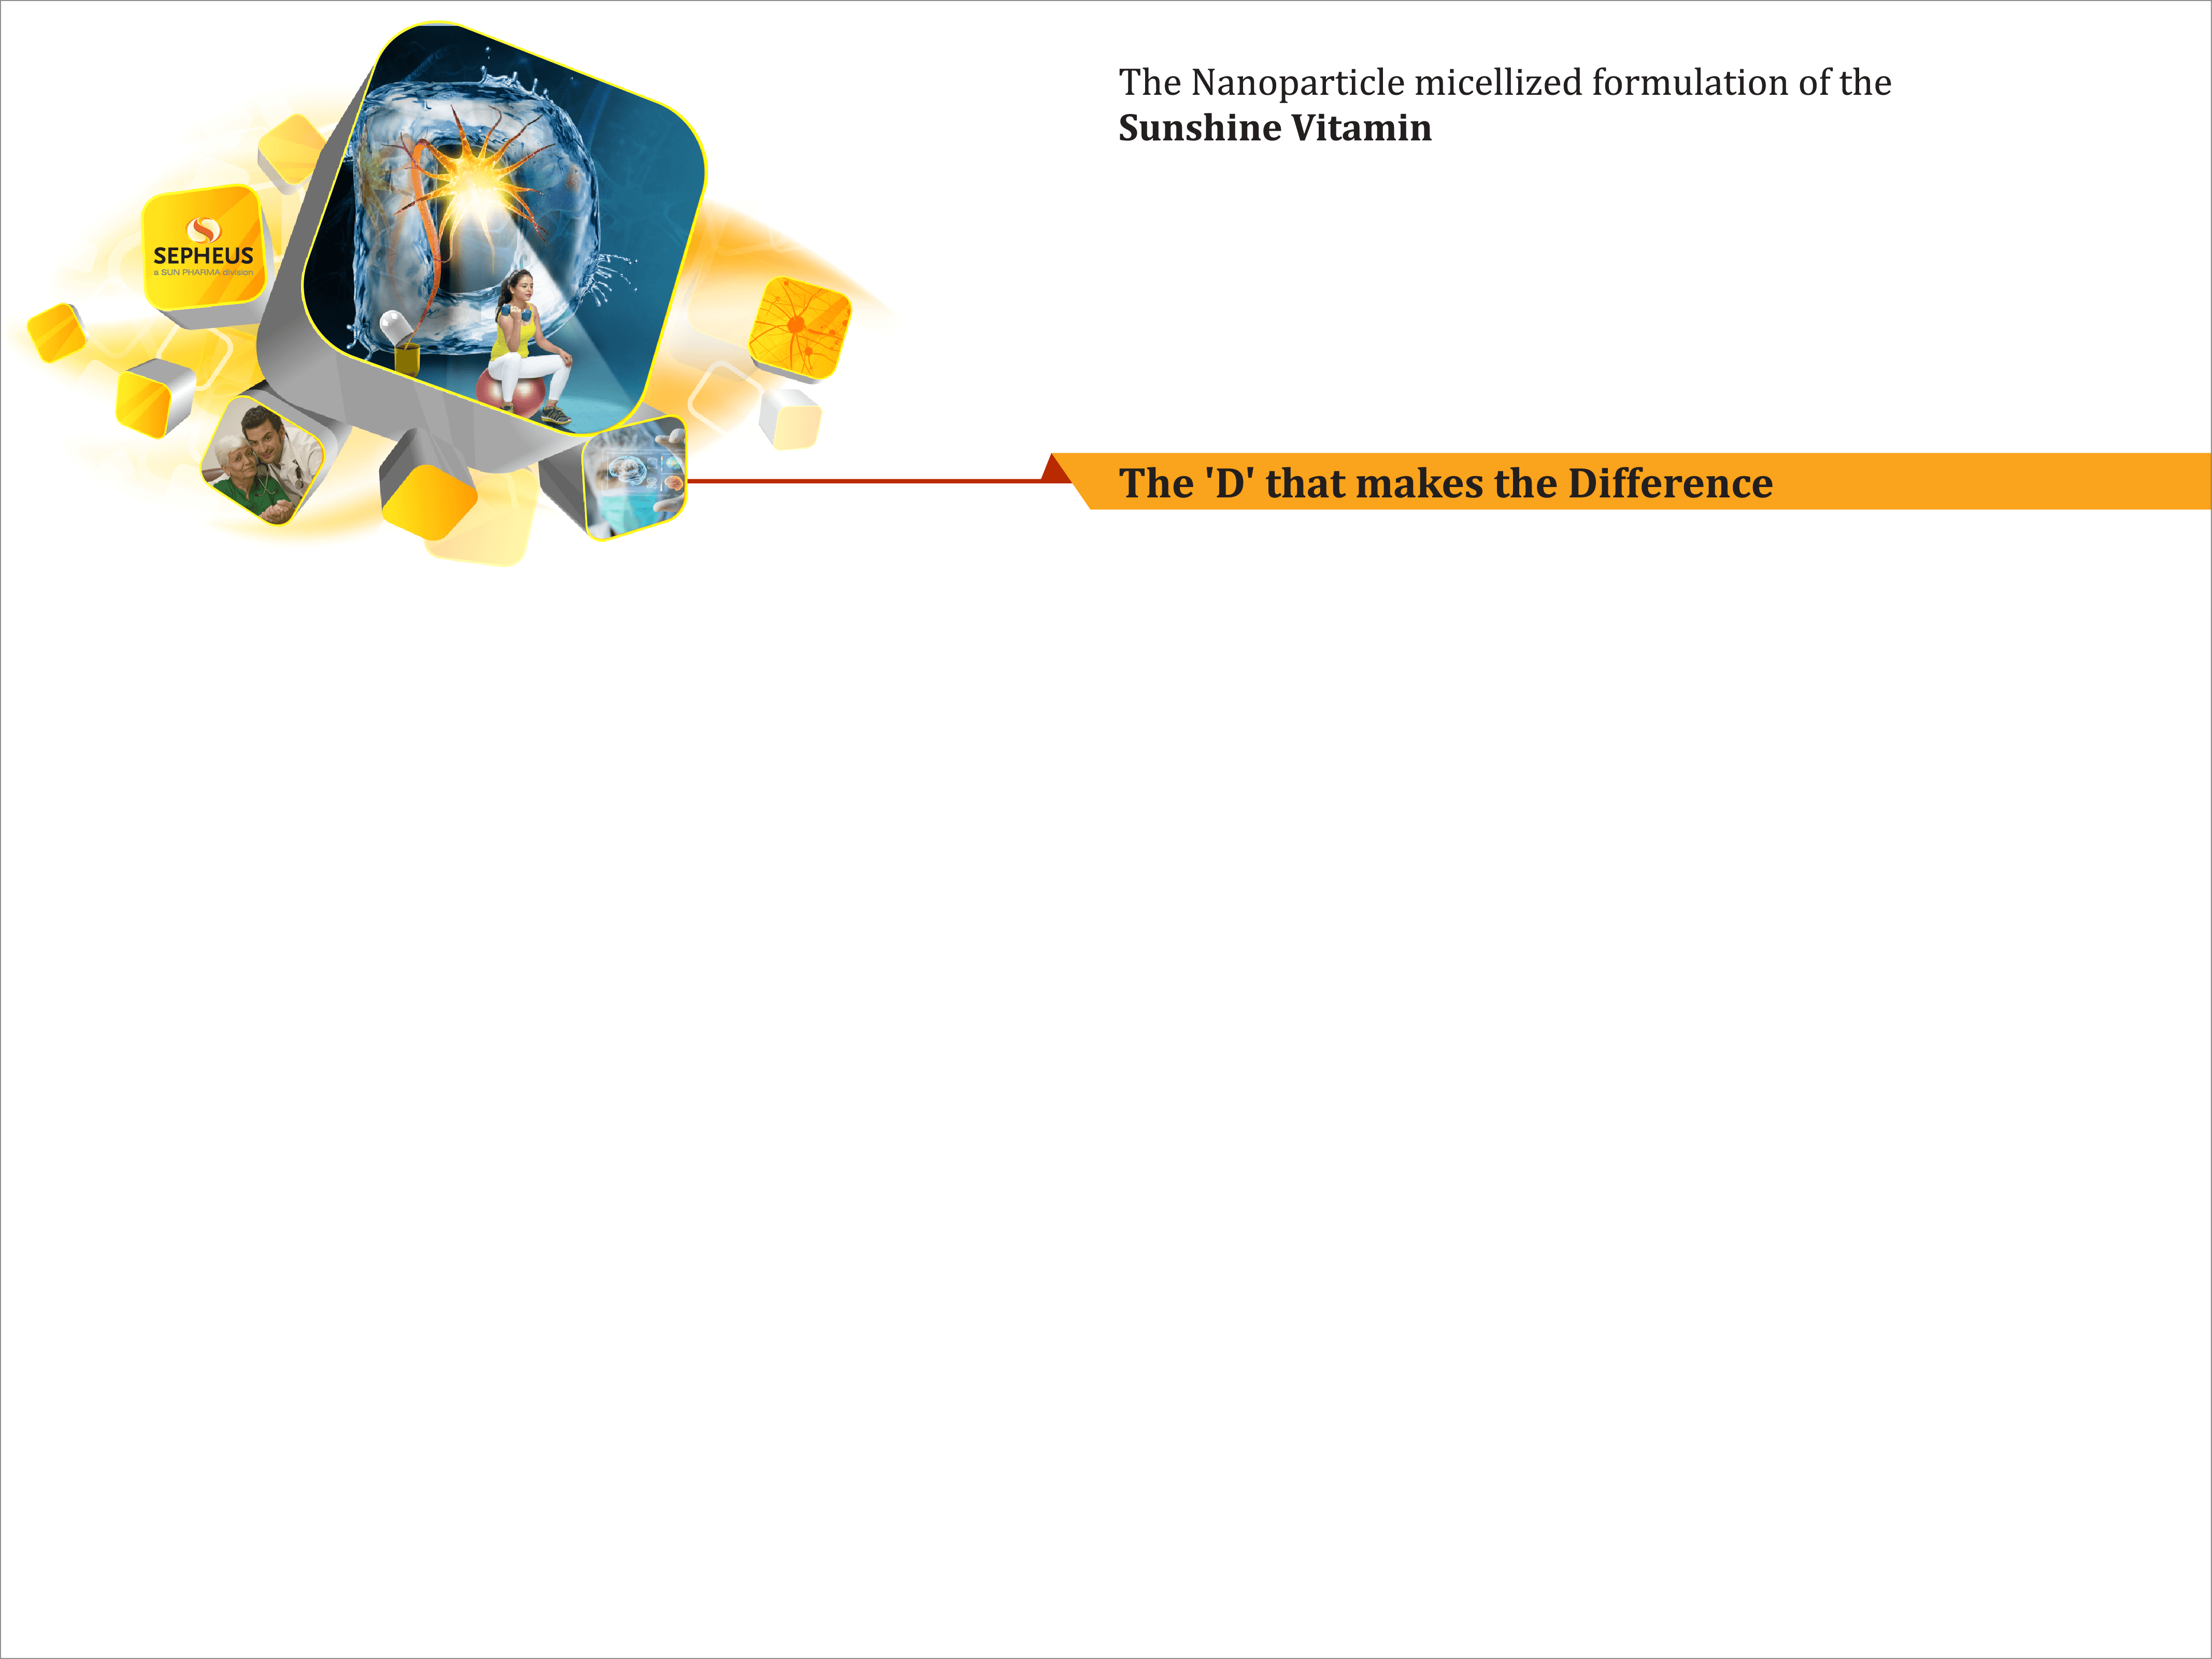 The Nanoparticle micellized formulation of the
Sunshine Vitamin
SEPHEUS
a SUN PHARMA division
The 'D' that makes the Difference